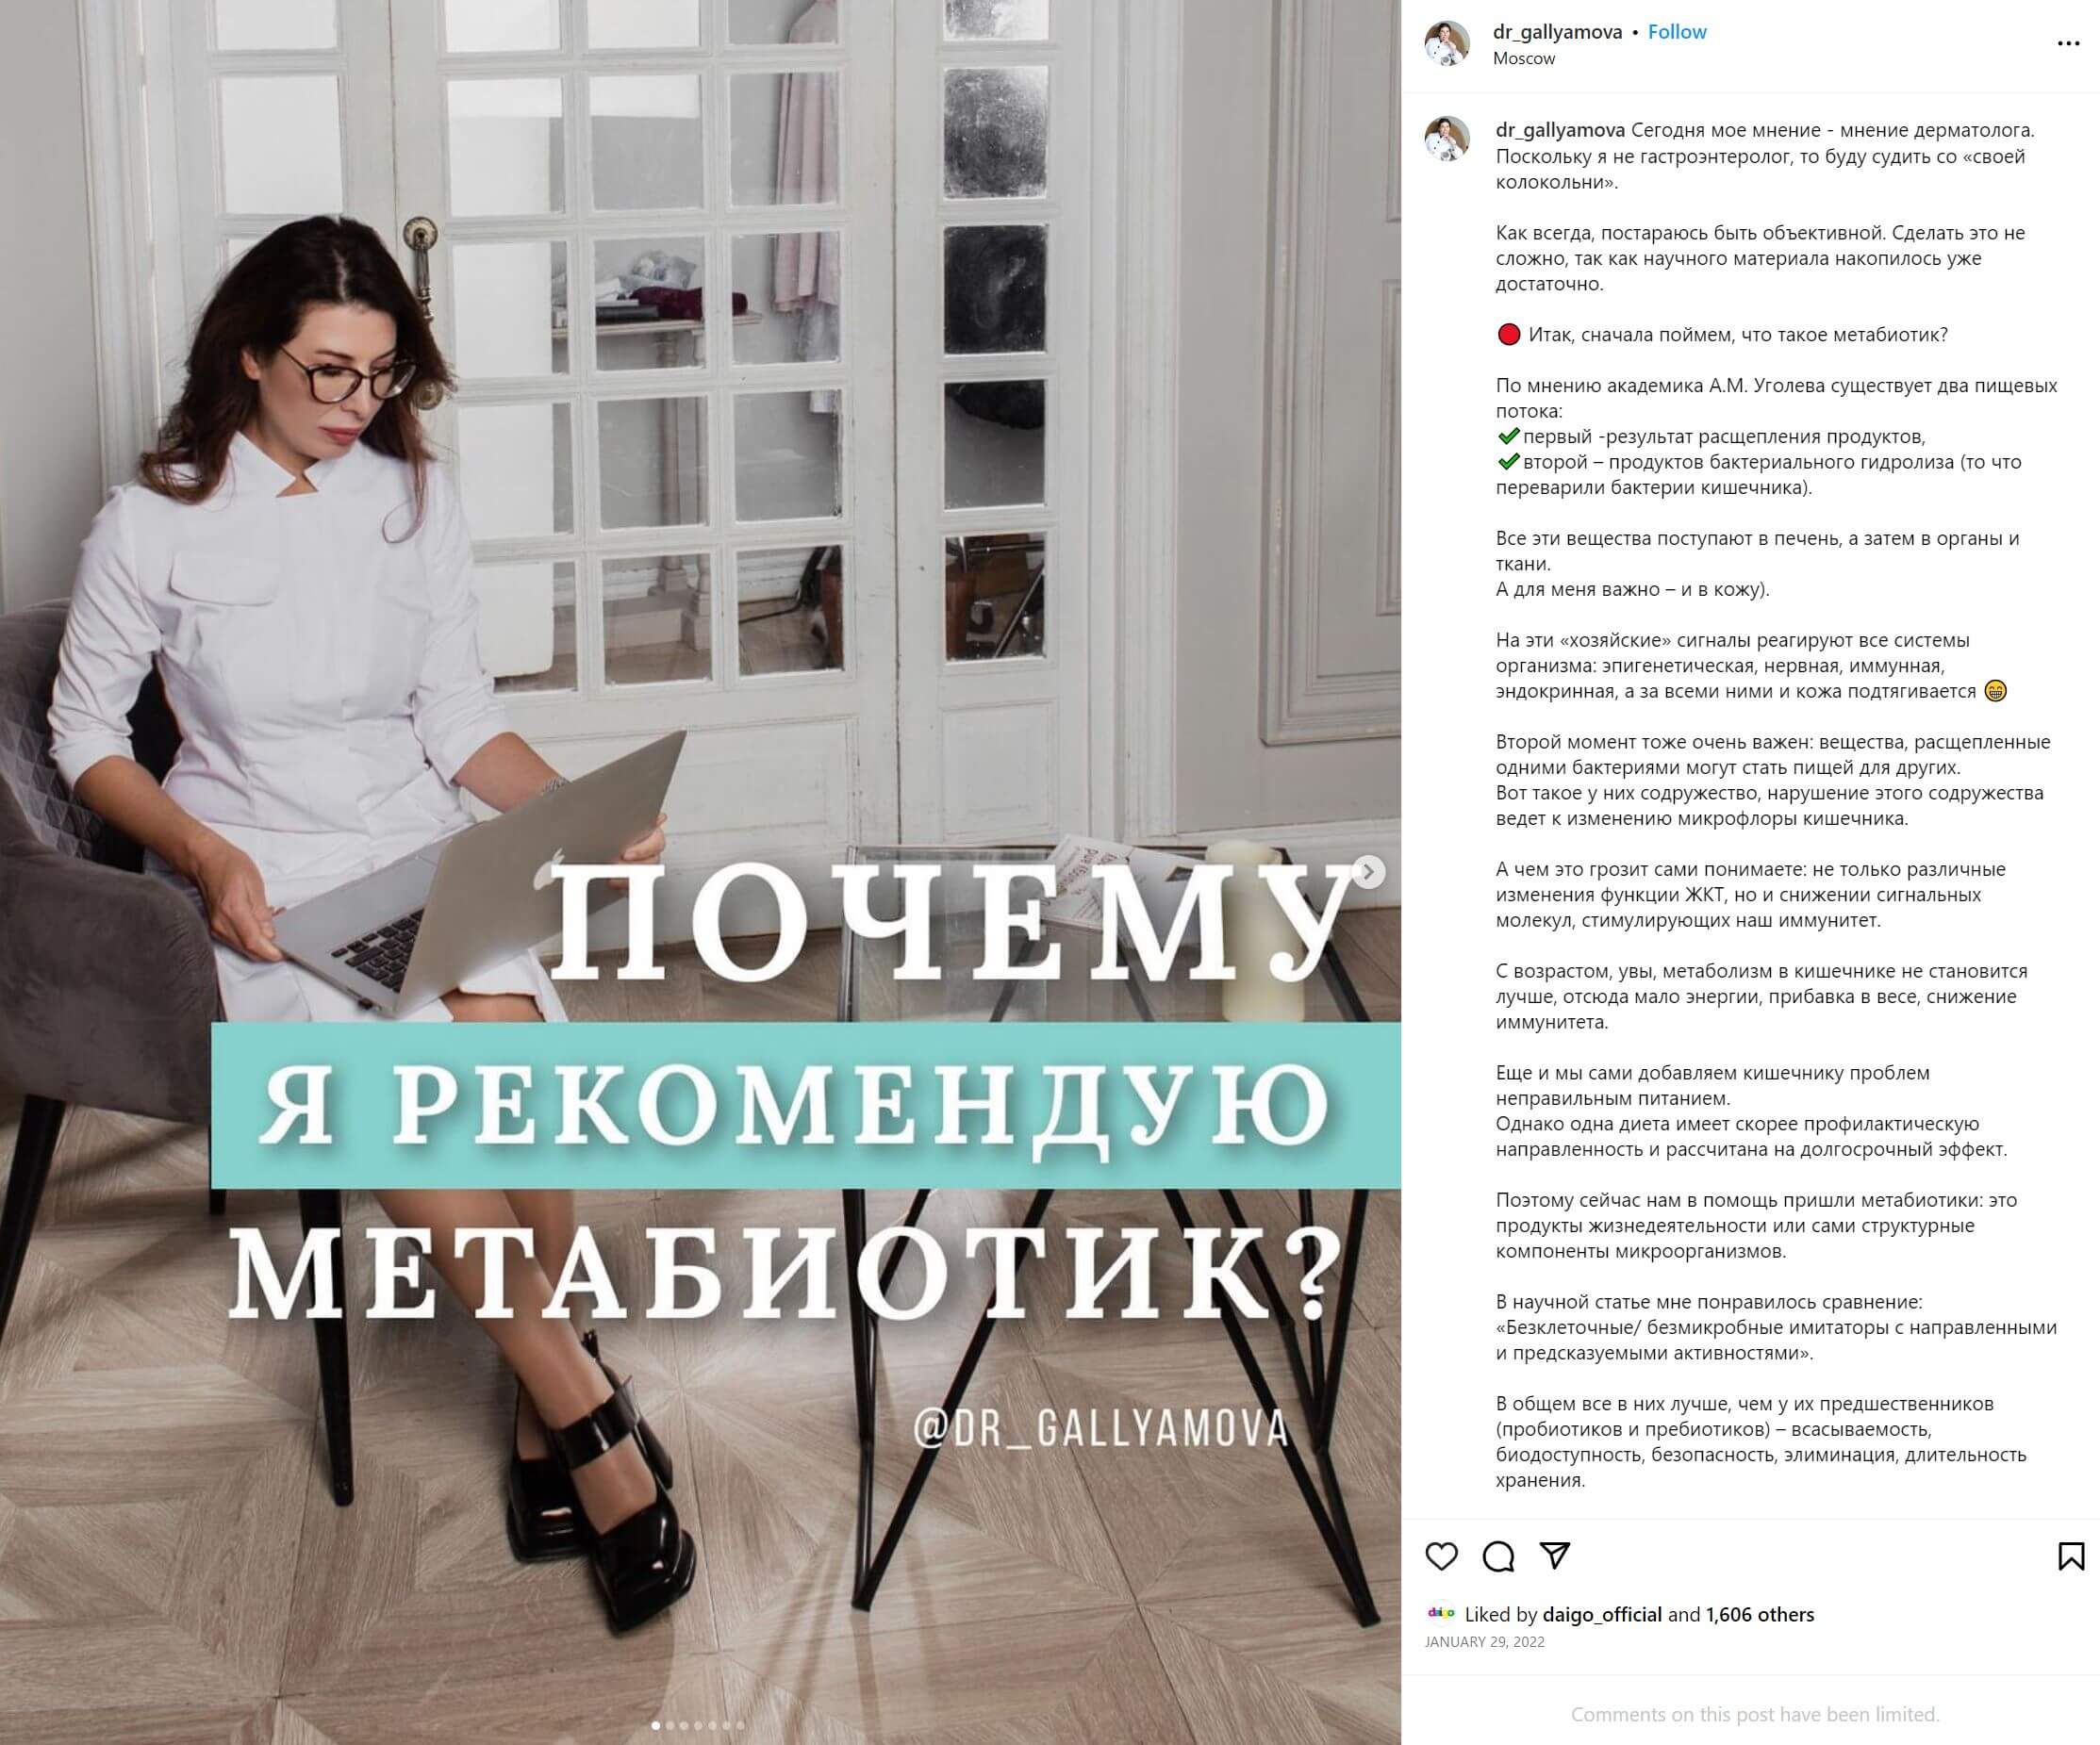 ПОЧЕМУ
Я РЕКОМЕНДУЮ
МЕТАБИОТИК?
@DR_GALLYAMOVA
dr_gallyamova • Follow
Moscow
dr_gallyamova Сегодня мое мнение - мнение дерматолога.
Поскольку я не гастроэнтеролог, то буду судить со «своей
колокольни».
Как всегда, постараюсь быть объективной. Сделать это не
сложно, так как научного материала накопилось уже
достаточно.
🔴 Итак, сначала поймем, что такое метабиотик?
По мнению академика А.М. Уголева существует два пищевых
потока:
✔первый -результат расщепления продуктов,
✔второй – продуктов бактериального гидролиза (то что
переварили бактерии кишечника).
Все эти вещества поступают в печень, а затем в органы и
ткани.
А для меня важно – и в кожу).
На эти «хозяйские» сигналы реагируют все системы
организма: эпигенетическая, нервная, иммунная,
эндокринная, а за всеми ними и кожа подтягивается 😁
Второй момент тоже очень важен: вещества, расщепленные
одними бактериями могут стать пищей для других.
Вот такое у них содружество, нарушение этого содружества
ведет к изменению микрофлоры кишечника.
А чем это грозит сами понимаете: не только различные
изменения функции ЖКТ, но и снижении сигнальных
молекул, стимулирующих наш иммунитет.
С возрастом, увы, метаболизм в кишечнике не становится
лучше, отсюда мало энергии, прибавка в весе, снижение
иммунитета.
Еще и мы сами добавляем кишечнику проблем
неправильным питанием.
Однако одна диета имеет скорее профилактическую
направленность и рассчитана на долгосрочный эффект.
Поэтому сейчас нам в помощь пришли метабиотики: это
продукты жизнедеятельности или сами структурные
компоненты микроорганизмов.
В научной статье мне понравилось сравнение:
«Безклеточные/ безмикробные имитаторы с направленными
и предсказуемыми активностями».
В общем все в них лучше, чем у их предшественников
(пробиотиков и пребиотиков) – всасываемость,
биодоступность, безопасность, элиминация, длительность
хранения.
daigo Liked by daigo_official and 1,606 others
JANUARY 29, 2022
Comments on this post have been limited.